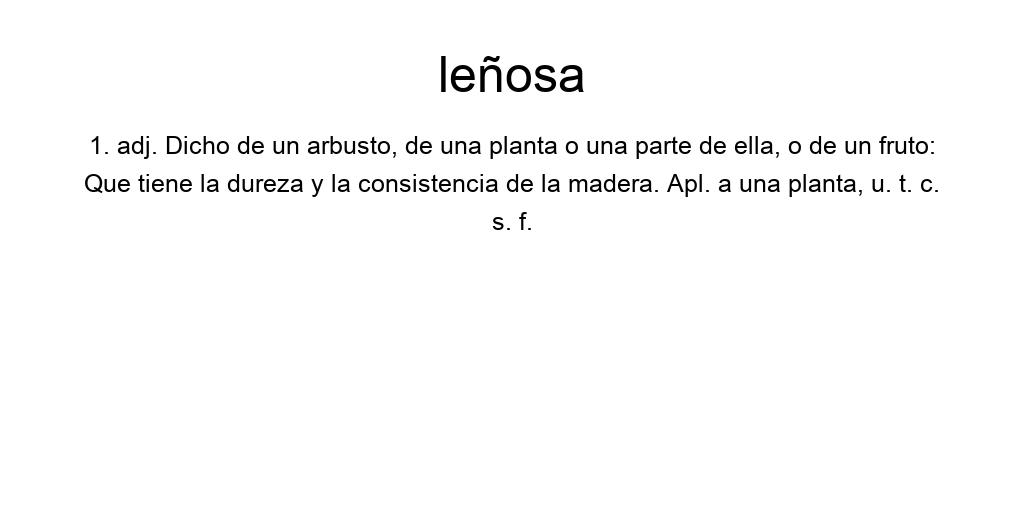 leñosa
1. adj. Dicho de un arbusto, de una planta o una parte de ella, o de un fruto:
Que tiene la dureza y la consistencia de la madera. Apl. a una planta, u. t. c.
s. f.